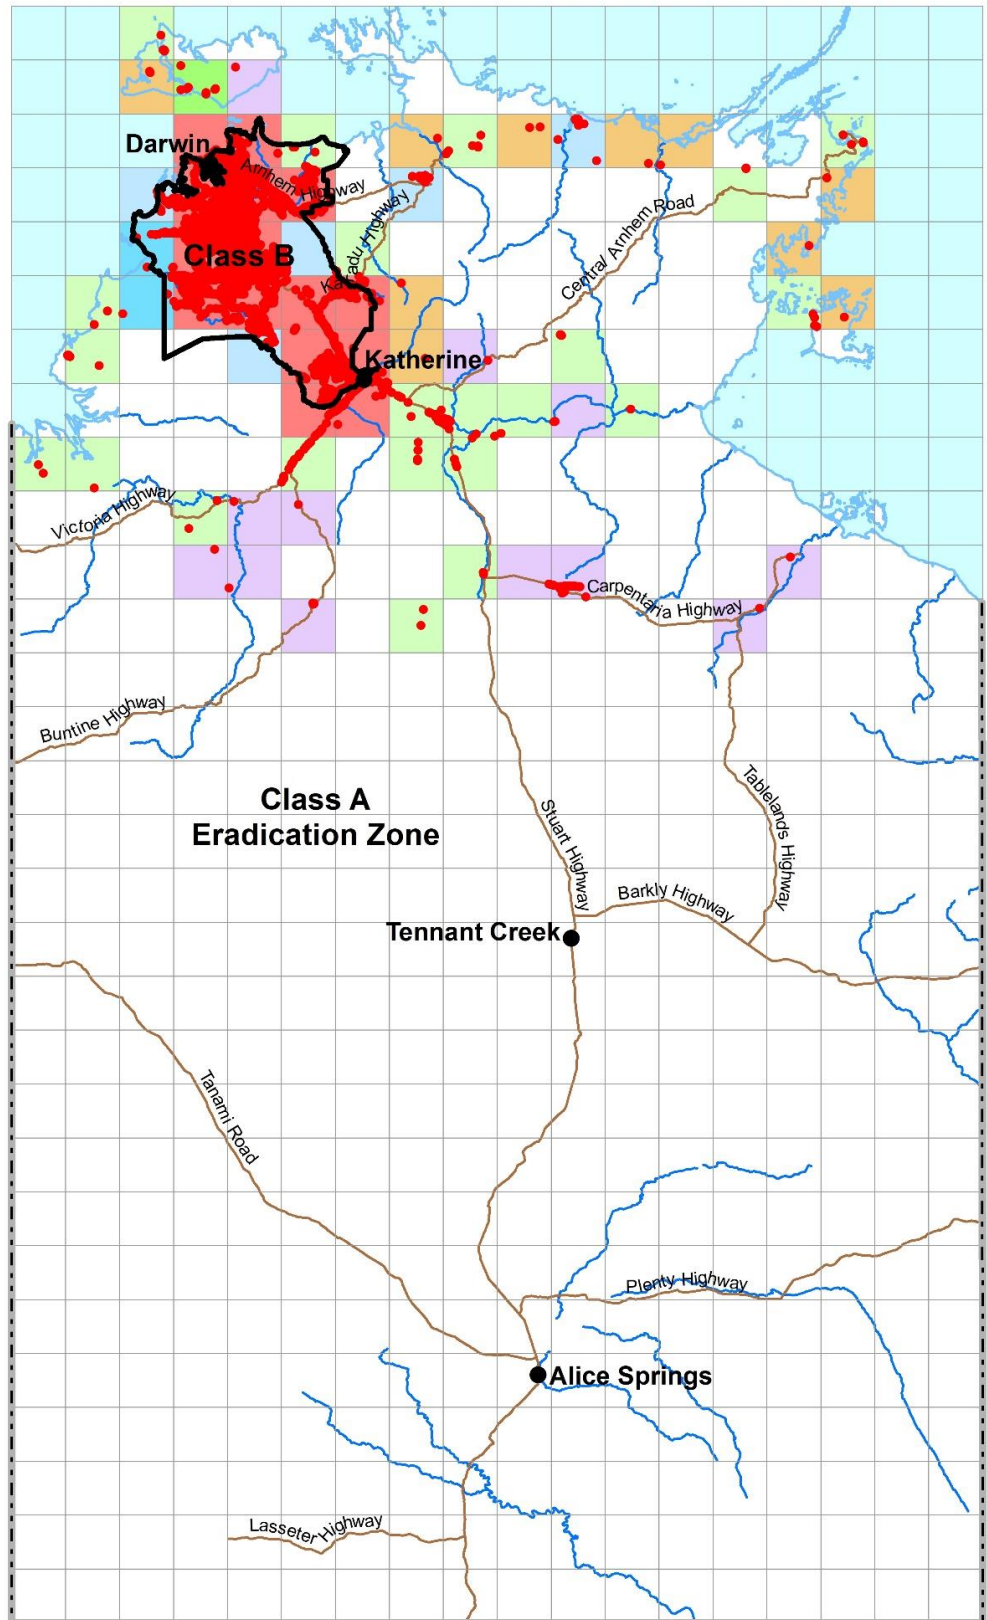 Darwin
Arnhem Highway
Class B
Kakadu Highway
Central Arnhem Road
Katherine
Victoria Highway
Carpentaria Highway
Buntine Highway
Class A
Eradication Zone
Stuart Highway
Tablelands Highway
Barkly Highway
Tennant Creek
Tanami Road
Plenty Highway
Alice Springs
Lasseter Highway